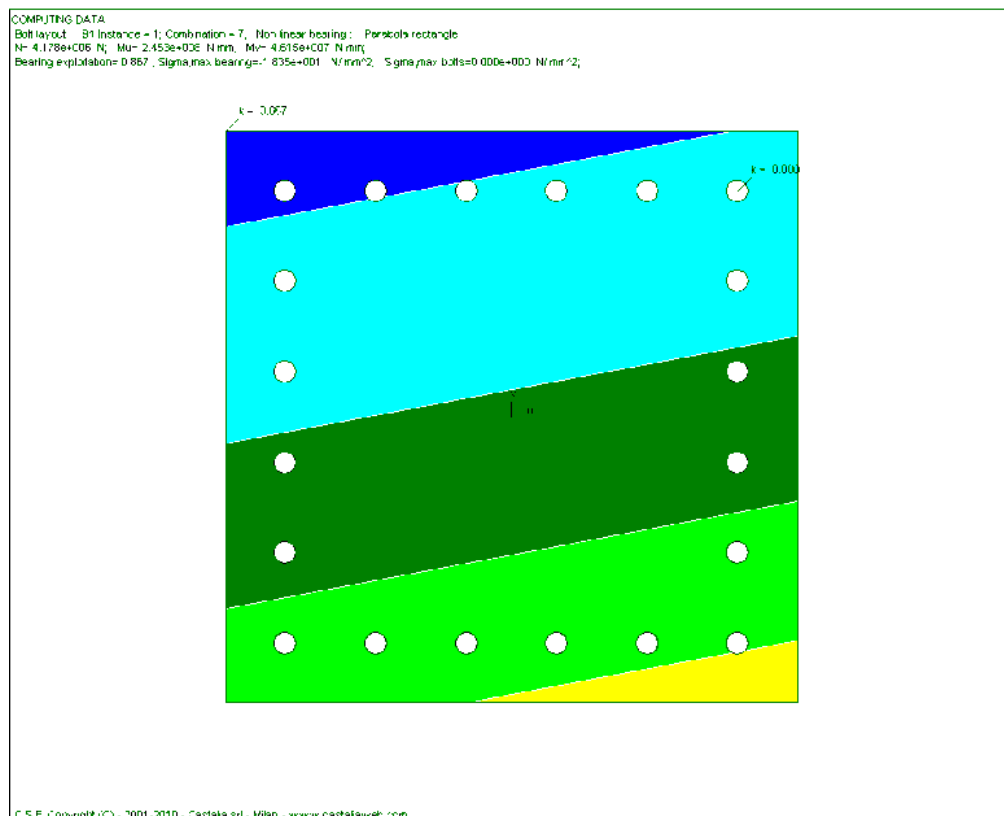 COMPUTING DATA
Bolt layout B1 Instance = 1; Combination = 7, Non linear bearing : Parabola rectangle
N= 4.178e+006 N; Mu= 2.453e+008 N mm, Mv= 4.615e+007 N mm;
Bearing exploitation= 0.867 , Sigma,max bearing=-1.835e+001 N/mm^2, Sigma,max bolts=0.000e+000 N/mm^2;
k = 0.867
k = 0.000
u
C.S.E. Copyright (C) - 2001-2010 - Castalia srl - Milan - www.castaliaweb.com